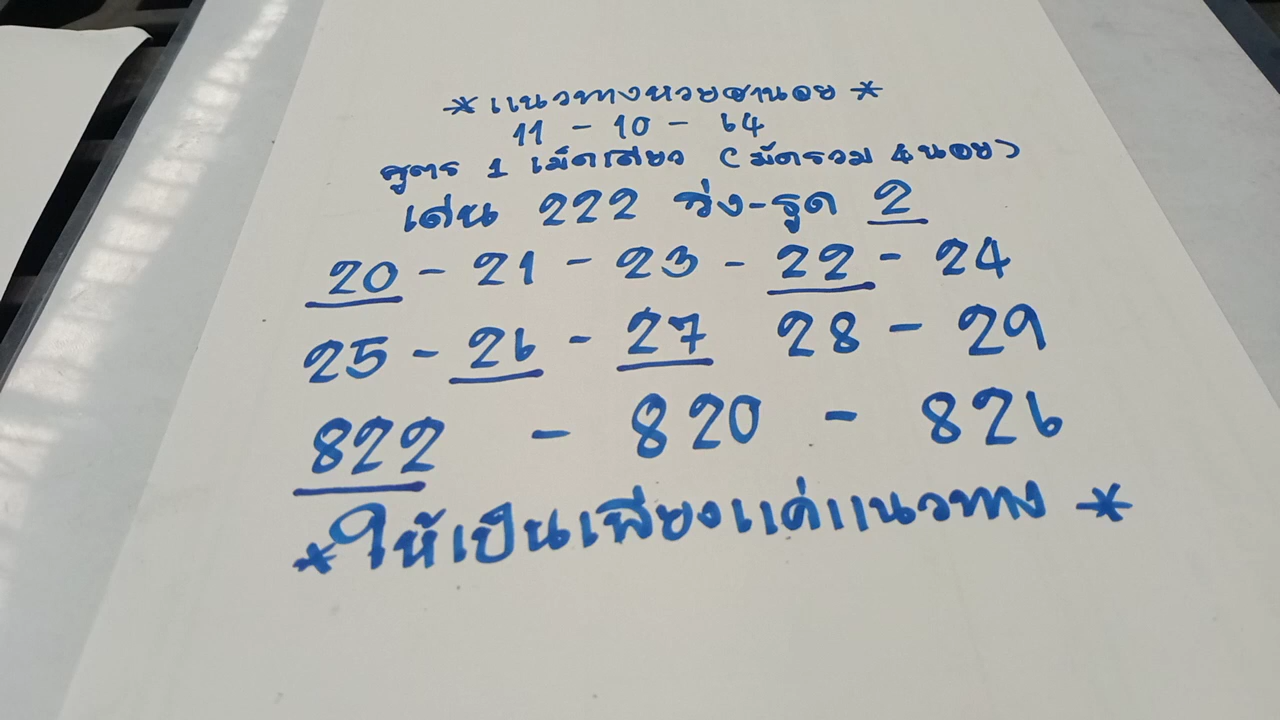 * แนวทางหวยฮานอย *
11 - 10 - 64
สูตร 1 เม็ดเสียว (มัดรวม 4 นอย)
เด่น 222 วิ่ง-รูด 2
20 - 21 - 23 - 22 - 24
25 - 26 - 27 28 - 29
822 - 820 - 826
* ให้เป็นเพียงแค่แนวทาง *